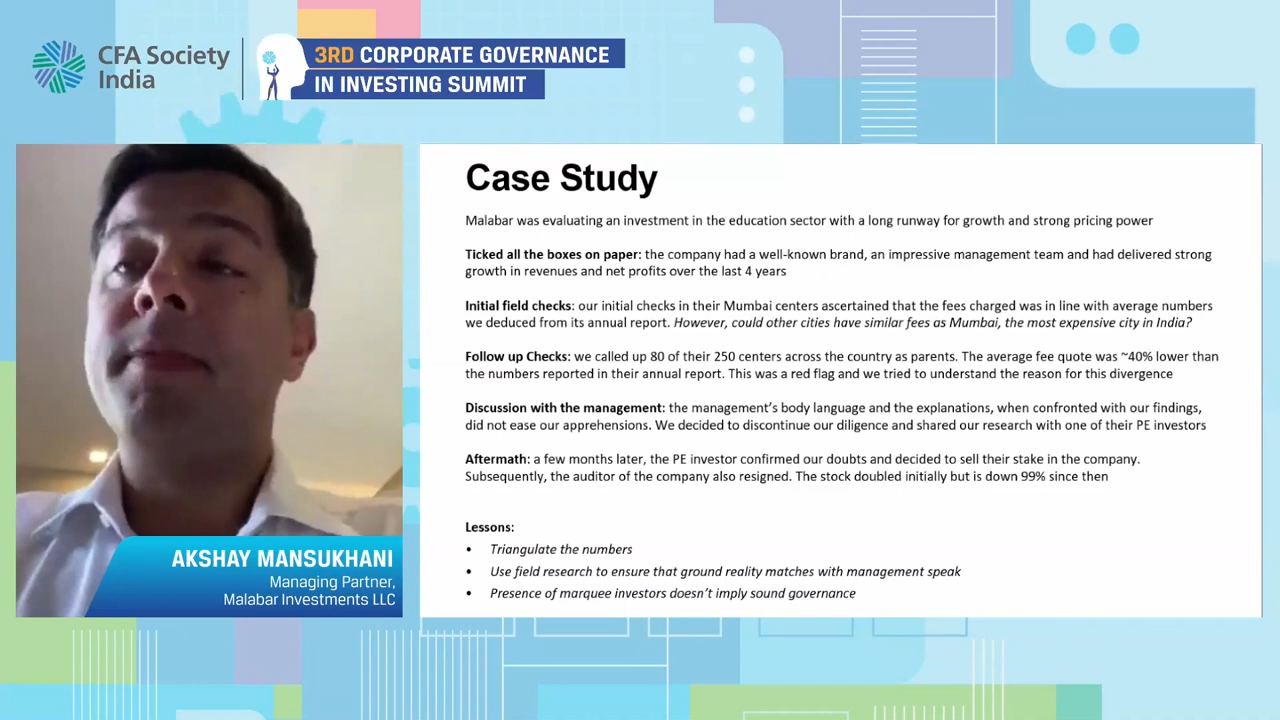 CFA Society
India
3RD CORPORATE GOVERNANCE
IN INVESTING SUMMIT
Case Study
Malabar was evaluating an investment in the education sector with a long runway for growth and strong pricing power
Ticked all the boxes on paper: the company had a well-known brand, an impressive management team and had delivered strong
growth in revenues and net profits over the last 4 years
Initial field checks: our initial checks in their Mumbai centers ascertained that the fees charged was in line with average numbers
we deduced from its annual report. However, could other cities have similar fees as Mumbai, the most expensive city in India?
Follow up Checks: we called up 80 of their 250 centers across the country as parents. The average fee quote was ~40% lower than
the numbers reported in their annual report. This was a red flag and we tried to understand the reason for this divergence
Discussion with the management: the management's body language and the explanations, when confronted with our findings,
did not ease our apprehensions. We decided to discontinue our diligence and shared our research with one of their PE investors
Aftermath: a few months later, the PE investor confirmed our doubts and decided to sell their stake in the company.
Subsequently, the auditor of the company also resigned. The stock doubled initially but is down 99% since then
Lessons:
• Triangulate the numbers
• Use field research to ensure that ground reality matches with management speak
• Presence of marquee investors doesn't imply sound governance
AKSHAY MANSUKHANI
Managing Partner,
Malabar Investments LLC